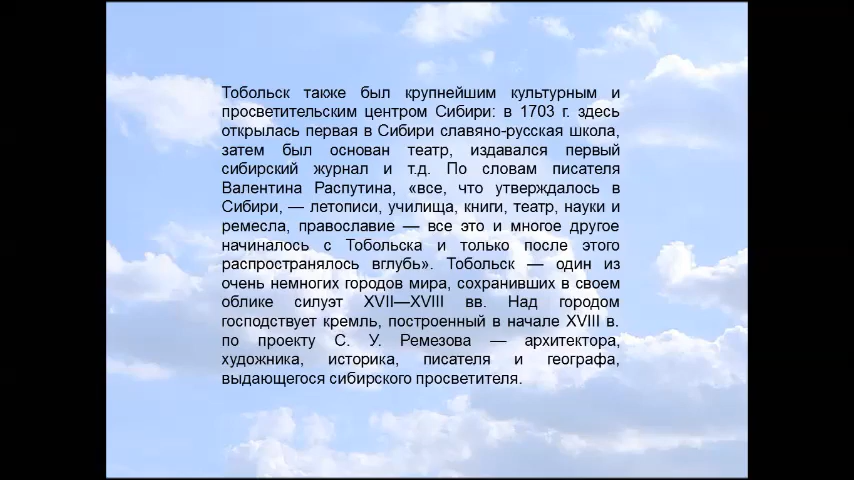 Тобольск также был крупнейшим культурным и
просветительским центром Сибири: в 1703 г. здесь
открылась первая в Сибири славяно-русская школа,
затем был основан театр, издавался первый
сибирский журнал и т.д. По словам писателя
Валентина Распутина, «все, что утверждалось в
Сибири, — летописи, училища, книги, театр, науки и
ремесла, православие — все это и многое другое
начиналось с Тобольска и только после этого
распространялось вглубь». Тобольск — один из
очень немногих городов мира, сохранивших в своем
облике силуэт XVII—XVIII вв. Над городом
господствует кремль, построенный в начале XVIII в.
по проекту С. У. Ремезова — архитектора,
художника, историка, писателя и географа,
выдающегося сибирского просветителя.